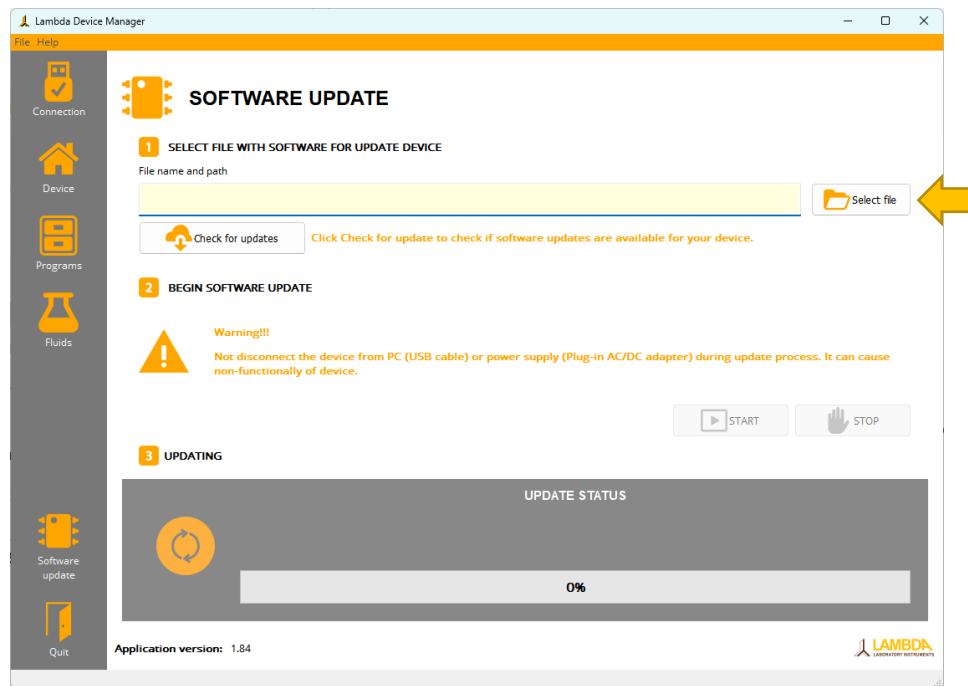 Lambda Device Manager
File Help
Connection
Device
Programs
Fluids
Software
update
Quit
SOFTWARE UPDATE
1 SELECT FILE WITH SOFTWARE FOR UPDATE DEVICE
File name and path
Select file
Check for updates
Click Check for update to check if software updates are available for your device.
2 BEGIN SOFTWARE UPDATE
Warning!!!
Not disconnect the device from PC (USB cable) or power supply (Plug-in AC/DC adapter) during update process. It can cause
non-functionally of device.
START
STOP
3 UPDATING
UPDATE STATUS
0%
Application version: 1.84
LAMBDA
LABORATORY INSTRUMENTS